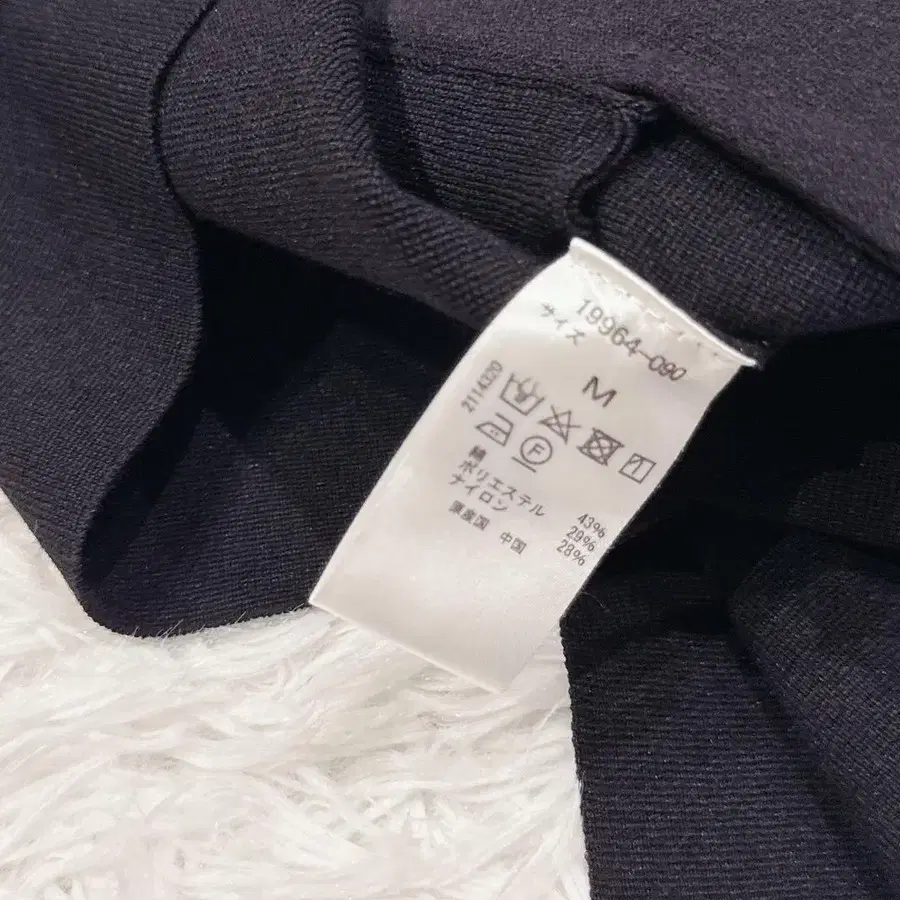 19964-090
サイズ
M
2114320
F
綿 43%
ポリエステル 29%
ナイロン 28%
原産国 中国